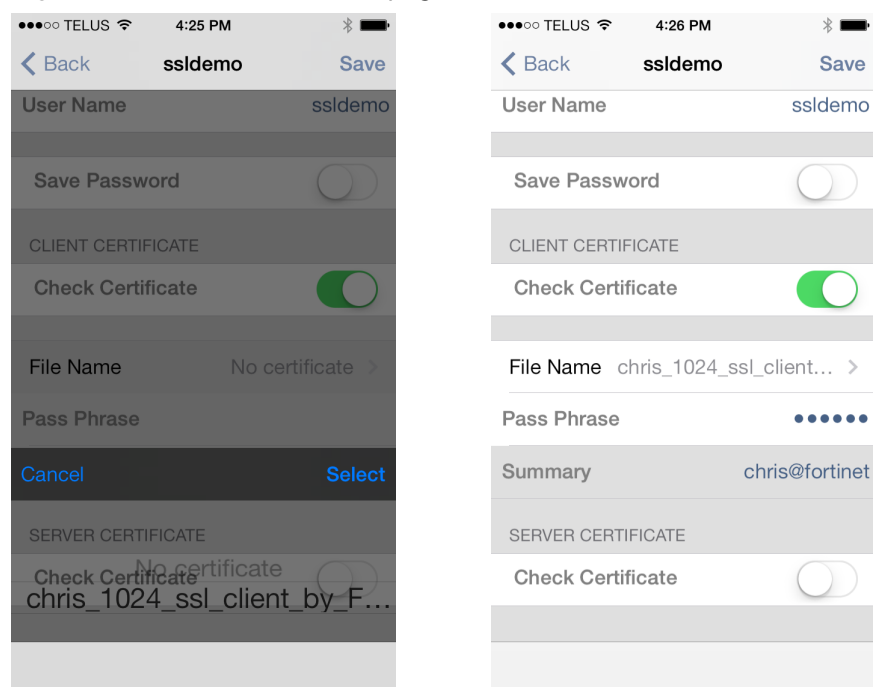 TELUS 4:25 PM
Back ssldemo Save
User Name ssldemo
Save Password
CLIENT CERTIFICATE
Check Certificate
File Name No certificate
Pass Phrase
Cancel Select
SERVER CERTIFICATE
No certificate
Check Certificate
chris_1024_ssl_client_by_F...
TELUS 4:26 PM
Back ssldemo Save
User Name ssldemo
Save Password
CLIENT CERTIFICATE
Check Certificate
File Name chris_1024_ssl_client...
Pass Phrase ●●●●●●
Summary chris@fortinet
SERVER CERTIFICATE
Check Certificate